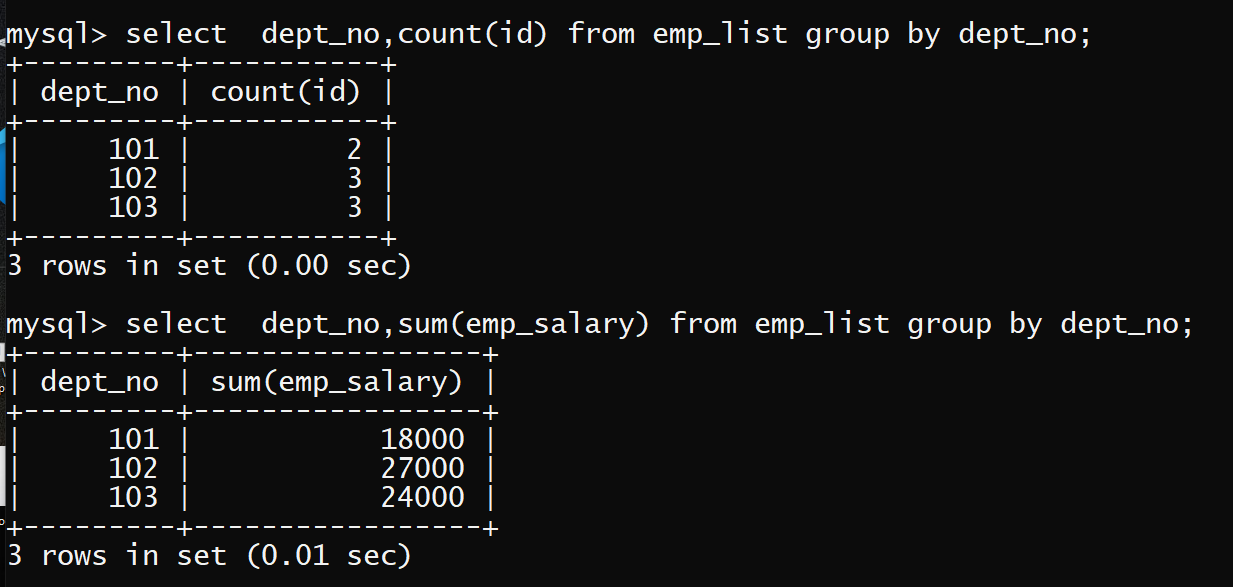 mysql> select  dept_no,count(id) from emp_list group by dept_no;
+---------+-----------+
| dept_no | count(id) |
+---------+-----------+
|     101 |         2 |
|     102 |         3 |
|     103 |         3 |
+---------+-----------+
3 rows in set (0.00 sec)
mysql> select  dept_no,sum(emp_salary) from emp_list group by dept_no;
+---------+-----------------+
| dept_no | sum(emp_salary) |
+---------+-----------------+
|     101 |           18000 |
|     102 |           27000 |
|     103 |           24000 |
+---------+-----------------+
3 rows in set (0.01 sec)